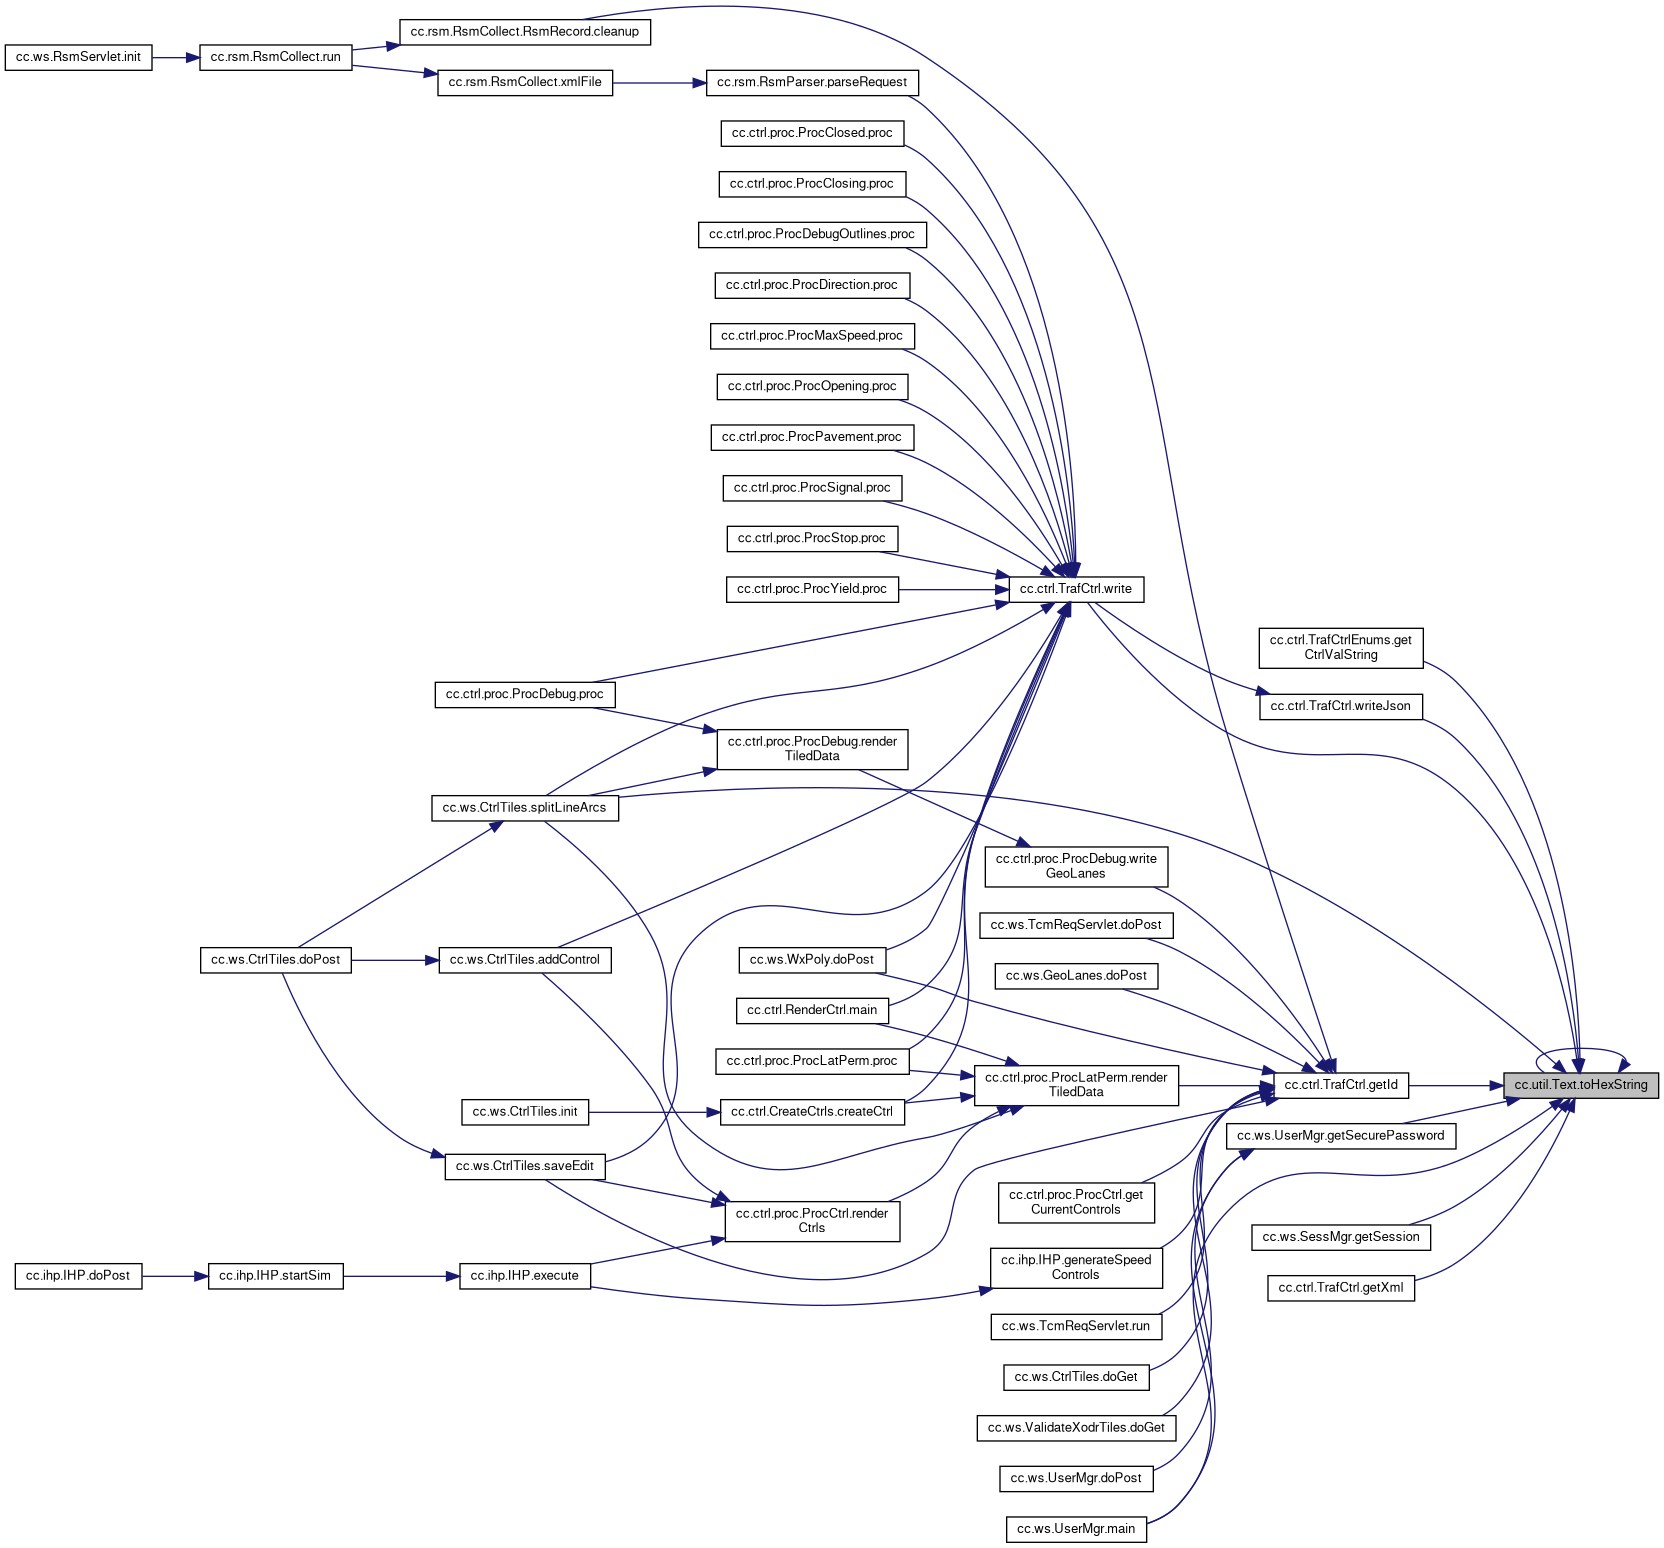 cc.rsm.RsmCollect.RsmRecord.cleanup
cc.ws.RsmServlet.init
cc.rsm.RsmCollect.run
cc.rsm.RsmCollect.xmlFile
cc.rsm.RsmParser.parseRequest
cc.ctrl.proc.ProcClosed.proc
cc.ctrl.proc.ProcClosing.proc
cc.ctrl.proc.ProcDebugOutlines.proc
cc.ctrl.proc.ProcDirection.proc
cc.ctrl.proc.ProcMaxSpeed.proc
cc.ctrl.proc.ProcOpening.proc
cc.ctrl.proc.ProcPavement.proc
cc.ctrl.proc.ProcSignal.proc
cc.ctrl.proc.ProcStop.proc
cc.ctrl.proc.ProcYield.proc
cc.ctrl.TrafCtrl.write
cc.ctrl.TrafCtrlEnums.get
CtrlValString
cc.ctrl.proc.ProcDebug.proc
cc.ctrl.TrafCtrl.writeJson
cc.ctrl.proc.ProcDebug.render
TiledData
cc.ws.CtrlTiles.splitLineArcs
cc.ctrl.proc.ProcDebug.write
GeoLanes
cc.ws.TcmReqServlet.doPost
cc.ws.CtrlTiles.doPost
cc.ws.CtrlTiles.addControl
cc.ws.WxPoly.doPost
cc.ws.GeoLanes.doPost
cc.ctrl.RenderCtrl.main
cc.ctrl.proc.ProcLatPerm.proc
cc.ctrl.proc.ProcLatPerm.render
TiledData
cc.ctrl.TrafCtrl.getId
cc.util.Text.toHexString
cc.ws.CtrlTiles.init
cc.ctrl.CreateCtrls.createCtrl
cc.ws.UserMgr.getSecurePassword
cc.ws.CtrlTiles.saveEdit
cc.ctrl.proc.ProcCtrl.get
CurrentControls
cc.ctrl.proc.ProcCtrl.render
Ctrls
cc.ws.SessMgr.getSession
cc.ihp.IHP.doPost
cc.ihp.IHP.startSim
cc.ihp.IHP.execute
cc.ihp.IHP.generateSpeed
Controls
cc.ctrl.TrafCtrl.getXml
cc.ws.TcmReqServlet.run
cc.ws.CtrlTiles.doGet
cc.ws.ValidateXodrTiles.doGet
cc.ws.UserMgr.doPost
cc.ws.UserMgr.main